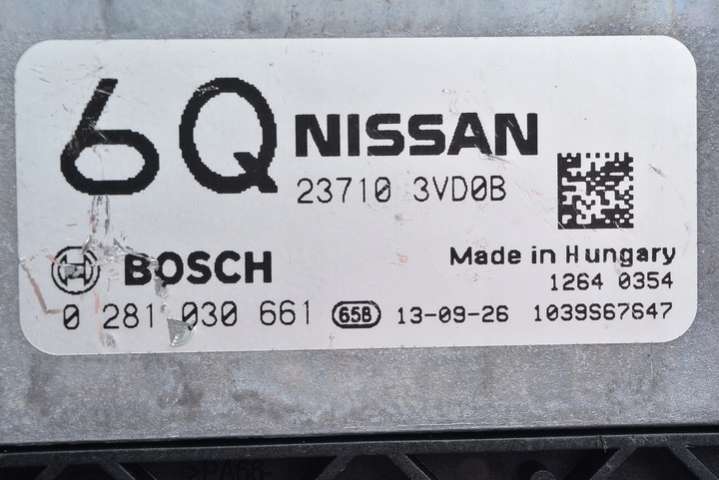 6Q NISSAN
23710 3VD0B
BOSCH
Made in Hungary
1264 0354
0 281 030 661 65B 13-09-26 1039S67647
>PA66-